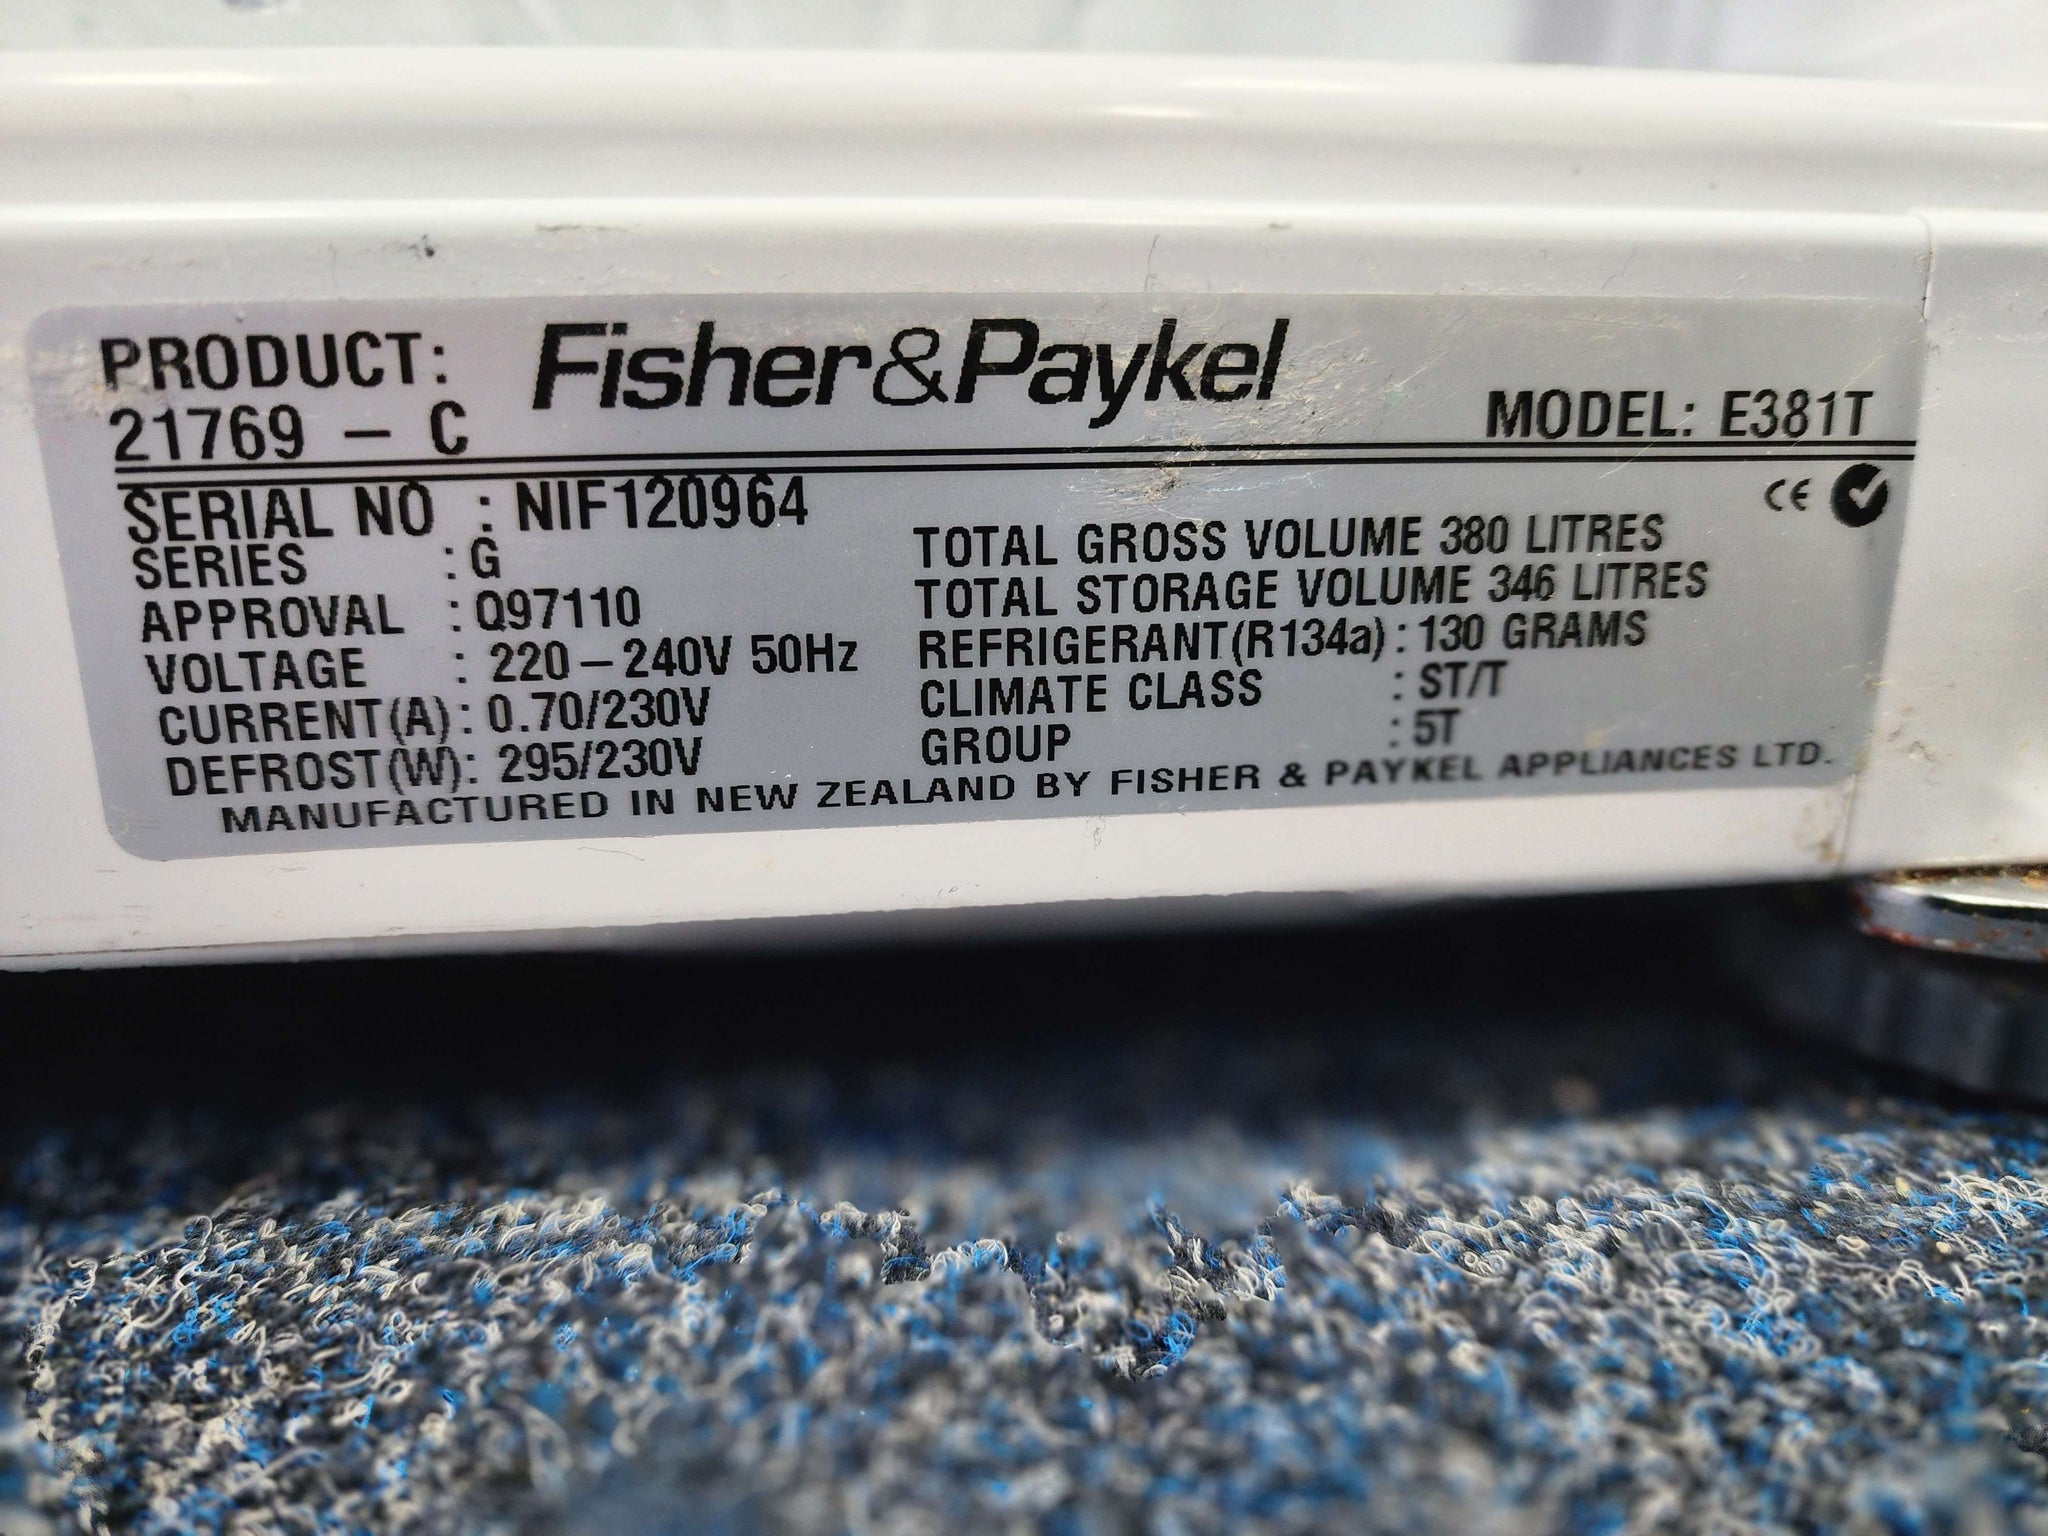 PRODUCT: Fisher&Paykel
21769 - C
MODEL: E381T
SERIAL NO : NIF120964
SERIES : G
APPROVAL : Q97110
VOLTAGE : 220-240V 50Hz
CURRENT(A): 0.70/230V
DEFROST(W): 295/230V
CE
TOTAL GROSS VOLUME 380 LITRES
TOTAL STORAGE VOLUME 346 LITRES
REFRIGERANT(R134a): 130 GRAMS
CLIMATE CLASS : ST/T
GROUP : 5T
MANUFACTURED IN NEW ZEALAND BY FISHER & PAYKEL APPLIANCES LTD.